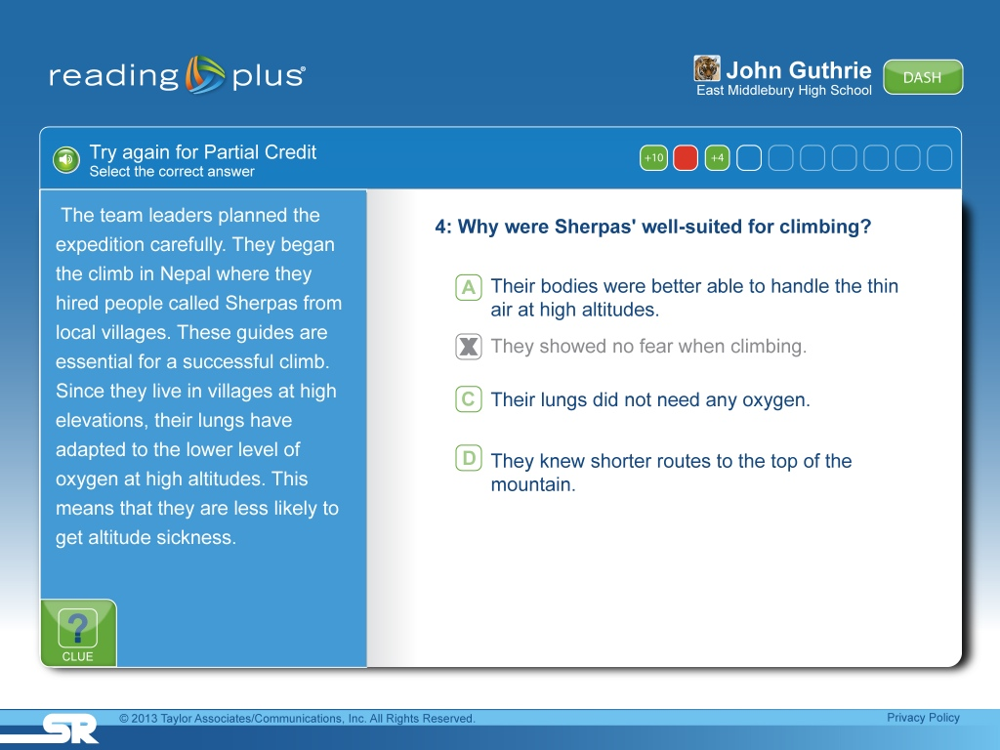 reading plus®
John Guthrie
East Middlebury High School
DASH
Try again for Partial Credit
Select the correct answer
+10
+4
The team leaders planned the
expedition carefully. They began
the climb in Nepal where they
hired people called Sherpas from
local villages. These guides are
essential for a successful climb.
Since they live in villages at high
elevations, their lungs have
adapted to the lower level of
oxygen at high altitudes. This
means that they are less likely to
get altitude sickness.
?
CLUE
4: Why were Sherpas' well-suited for climbing?
A Their bodies were better able to handle the thin
air at high altitudes.
X They showed no fear when climbing.
C Their lungs did not need any oxygen.
D They knew shorter routes to the top of the
mountain.
SR
© 2013 Taylor Associates/Communications, Inc. All Rights Reserved.
Privacy Policy